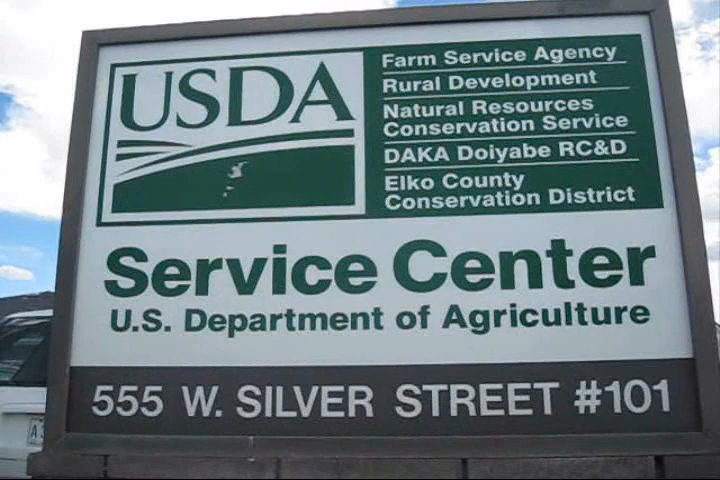 USDA
Farm Service Agency
Rural Development
Natural Resources
Conservation Service
DAKA Doiyabe RC&D
Elko County
Conservation District
Service Center
U.S. Department of Agriculture
555 W. SILVER STREET #101